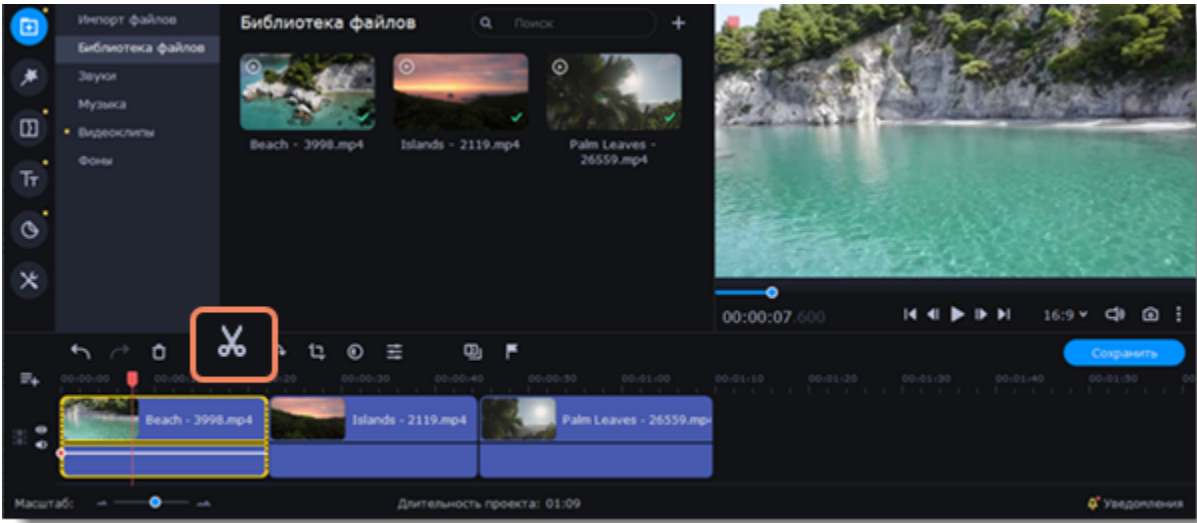 Импорт файлов
Библиотека файлов
Звуки
Музыка
Видеоклипы
Фоны
Библиотека файлов
Поиск
Beach - 3998.mp4
Islands - 2119.mp4
Palm Leaves -
26559.mp4
Тт
00:00:07.600
16:9
Сохранить
00:00:00
00:00:30
00:00:40
00:00:50
00:01:00
00:01:10
00:01:20
00:01:30
00:01:40
00:01:50
Beach - 3998.mp4
Islands - 2119.mp4
Palm Leaves - 26559.mp
Масштаб:
Длительность проекта: 01:09
Уведомления